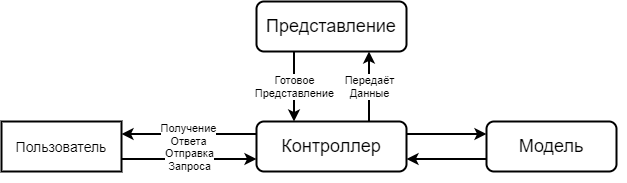 Представление
Готовое
Представление
Передаёт
Данные
Пользователь
Получение
Ответа
Отправка
Запроса
Контроллер
Модель